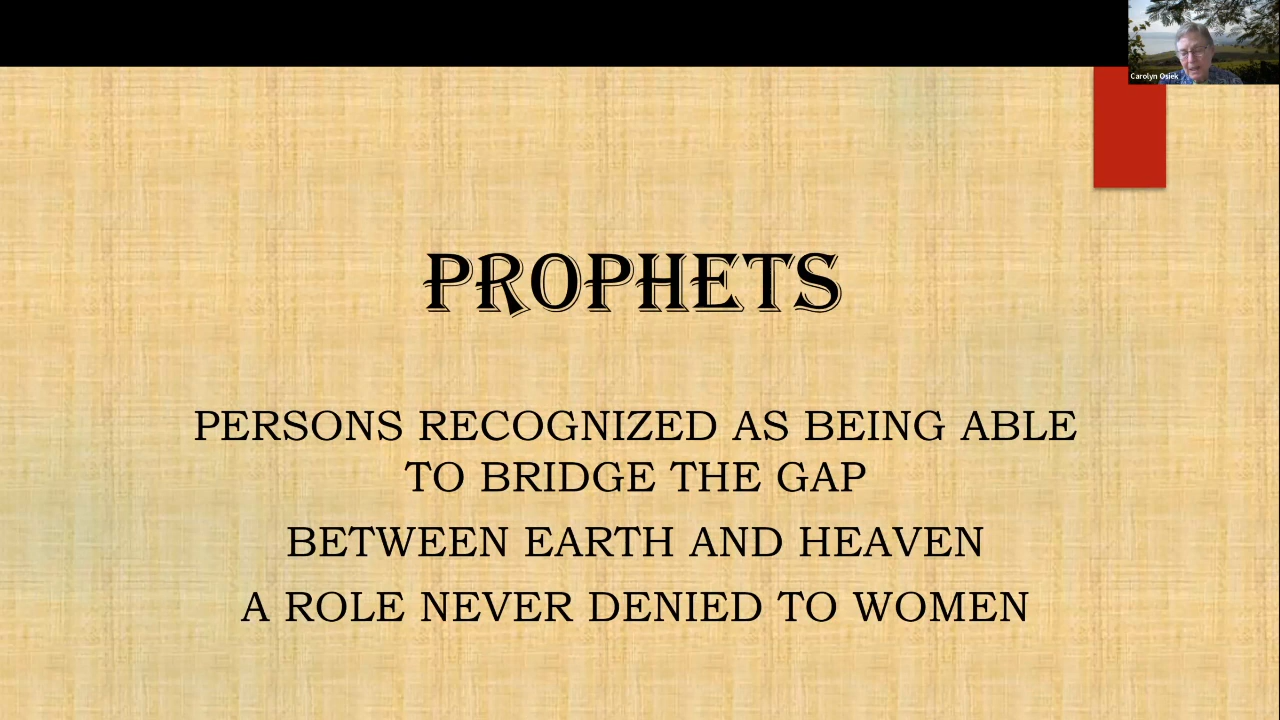 Carolyn Osiek
PROPHETS
PERSONS RECOGNIZED AS BEING ABLE
TO BRIDGE THE GAP
BETWEEN EARTH AND HEAVEN
A ROLE NEVER DENIED TO WOMEN